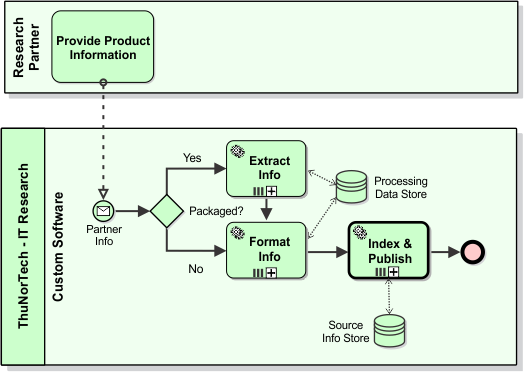 Research
Partner
Provide Product
Information
ThuNorTech - IT Research
Custom Software
Partner
Info
Yes
Packaged?
No
Extract
Info
Format
Info
Processing
Data Store
Index &
Publish
Source
Info Store